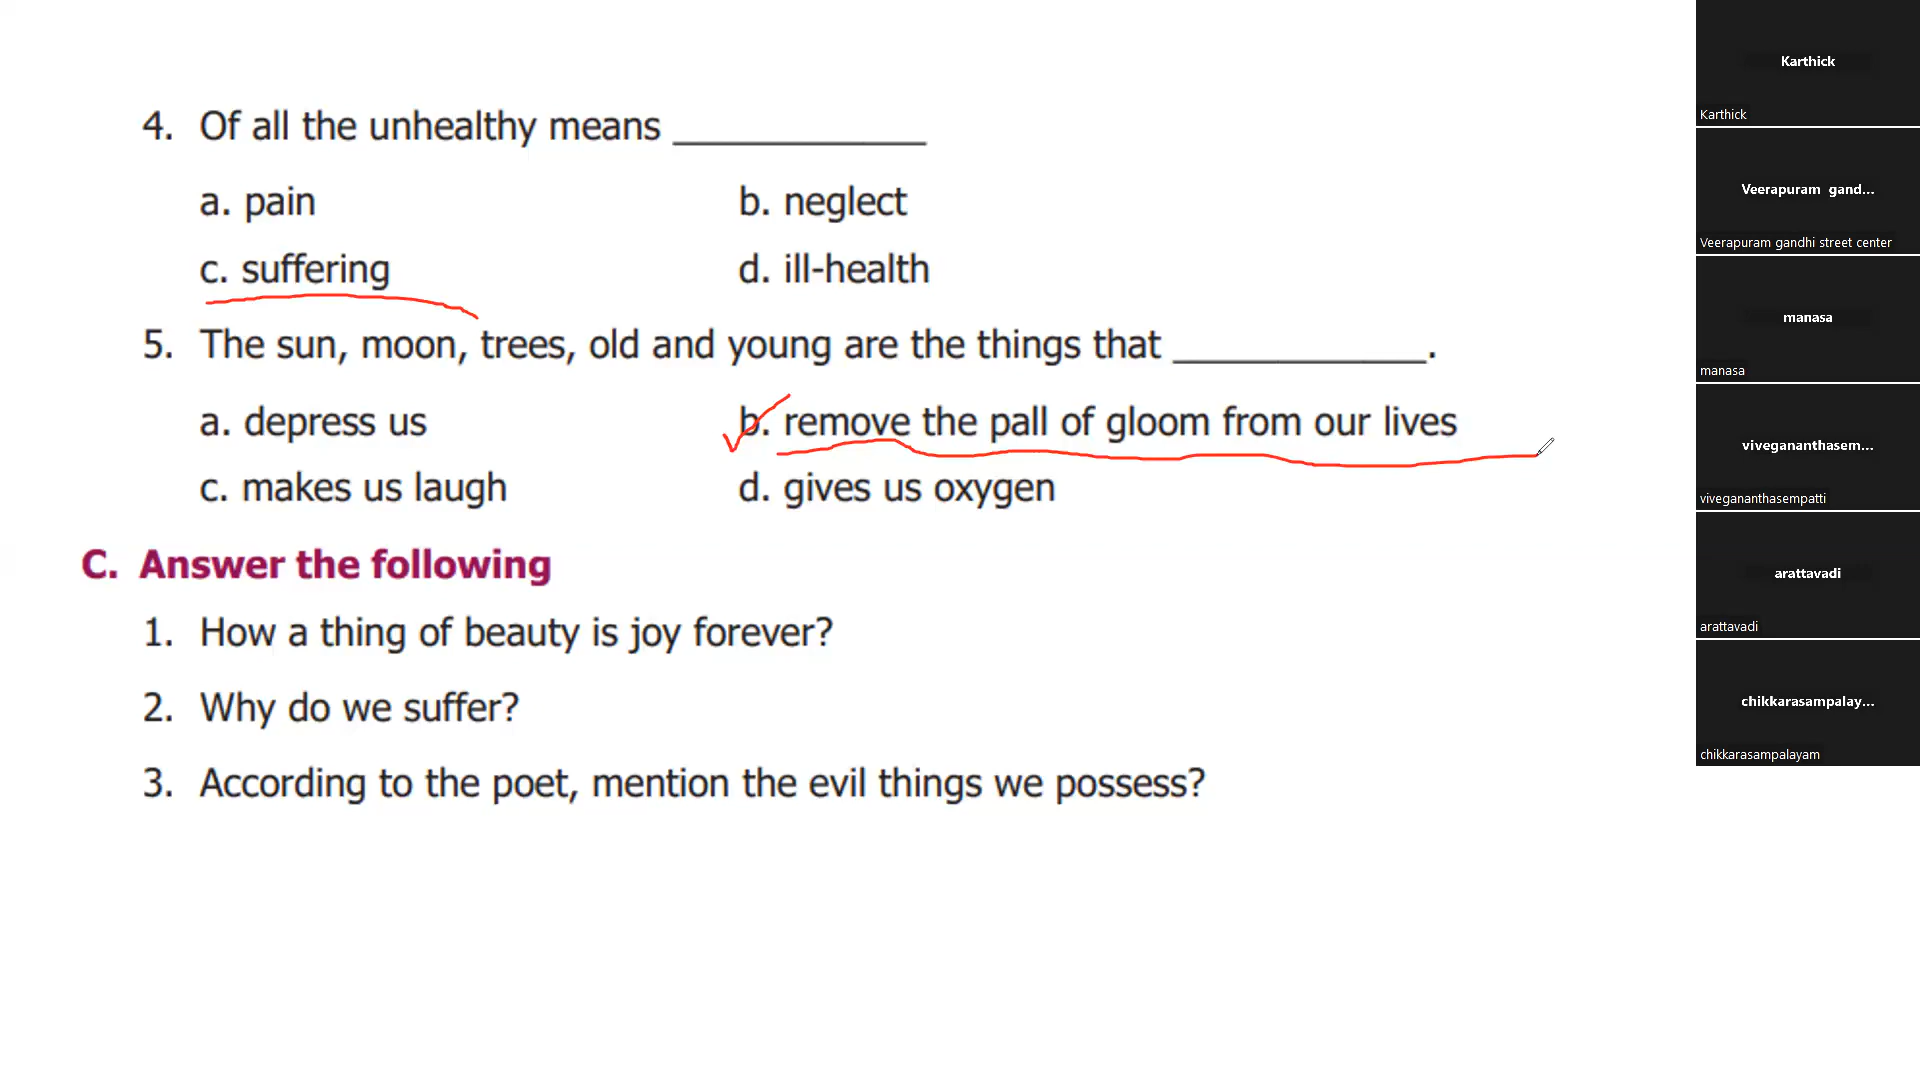 4. Of all the unhealthy means ____________
a. pain
b. neglect
c. suffering
d. ill-health
5. The sun, moon, trees, old and young are the things that ____________.
a. depress us
b. remove the pall of gloom from our lives
c. makes us laugh
d. gives us oxygen
C. Answer the following
1. How a thing of beauty is joy forever?
2. Why do we suffer?
3. According to the poet, mention the evil things we possess?
Karthick
Karthick
Veerapuram gand...
Veerapuram gandhi street center
manasa
manasa
vivegananthasem...
vivegananthasempatti
arattavadi
arattavadi
chikkarasampalay...
chikkarasampalayam